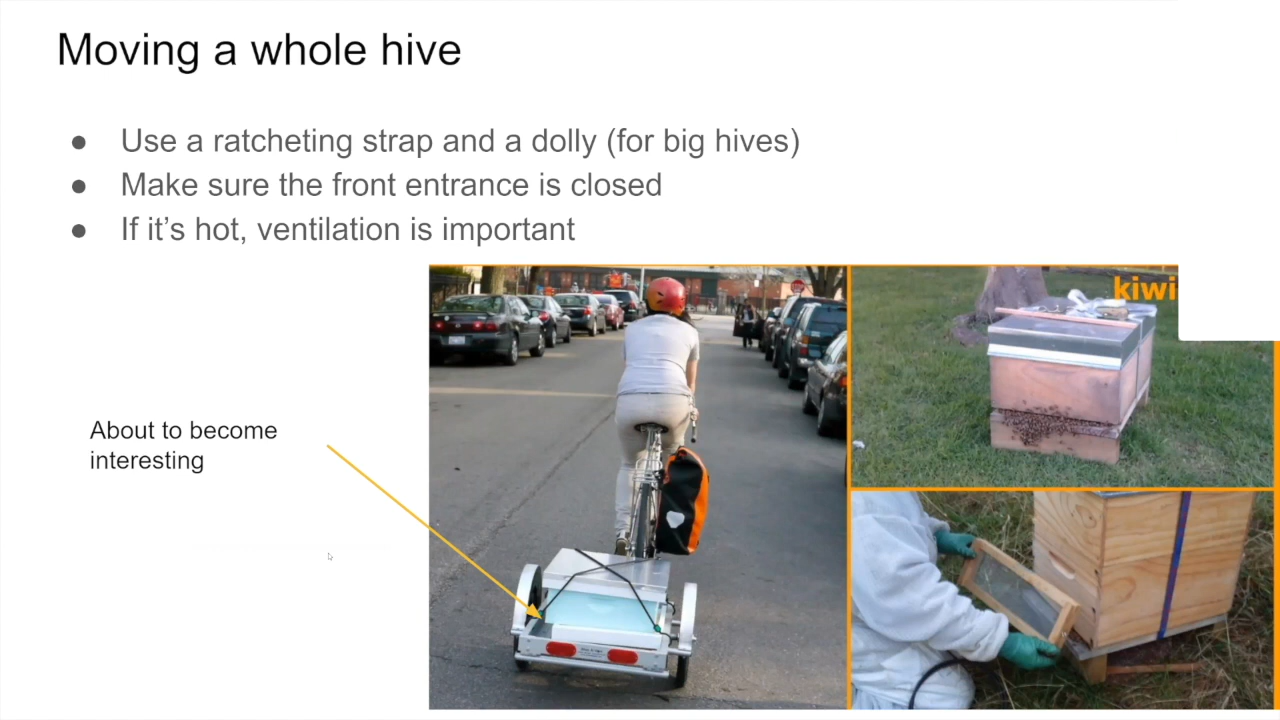 Moving a whole hive
● Use a ratcheting strap and a dolly (for big hives)
● Make sure the front entrance is closed
● If it’s hot, ventilation is important
kiwi
About to become
interesting